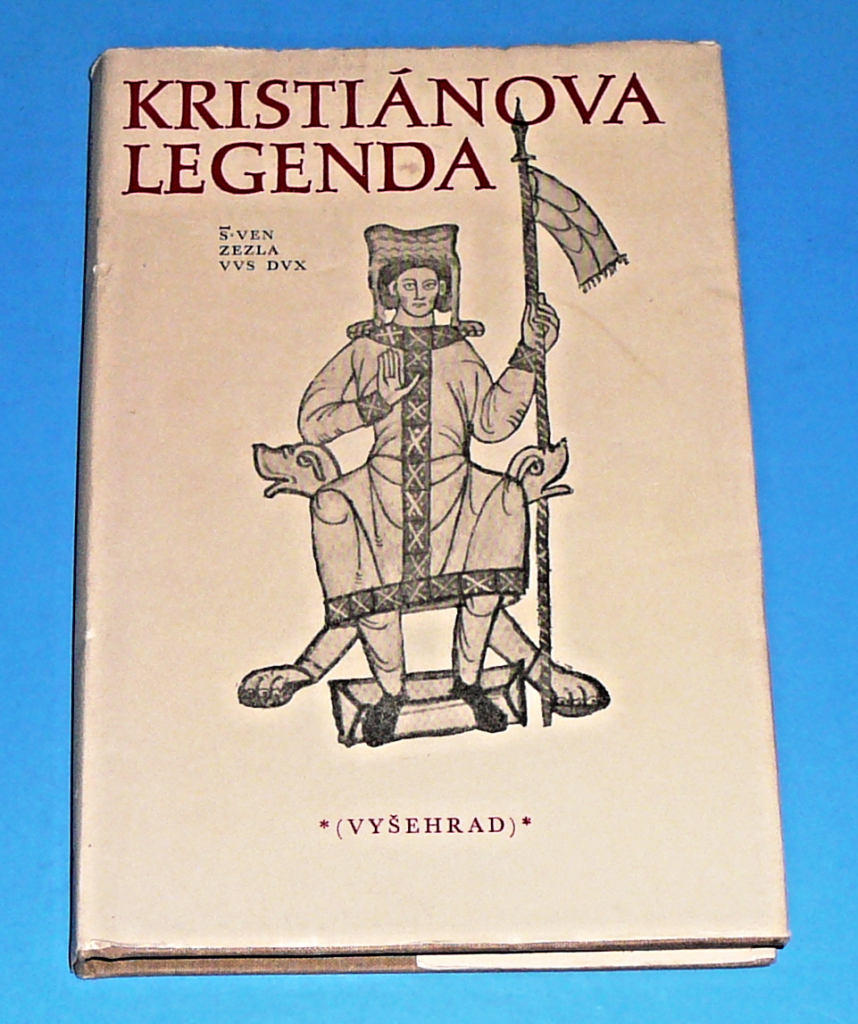 KRISTIÁNOVA
LEGENDA
S̄·VEN
ZEZLA
VVS DVX
*(VYŠEHRAD)*